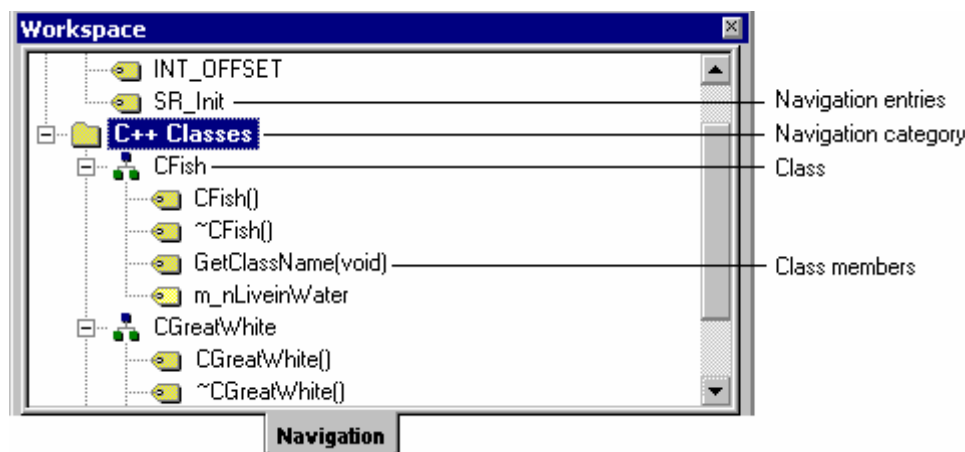 Workspace
INT_OFFSET
SR_Init
Navigation entries
C++ Classes
Navigation category
CFish
Class
CFish()
~CFish()
GetClassName(void)
Class members
m_nLiveinWater
CGreatWhite
CGreatWhite()
~CGreatWhite()
Navigation